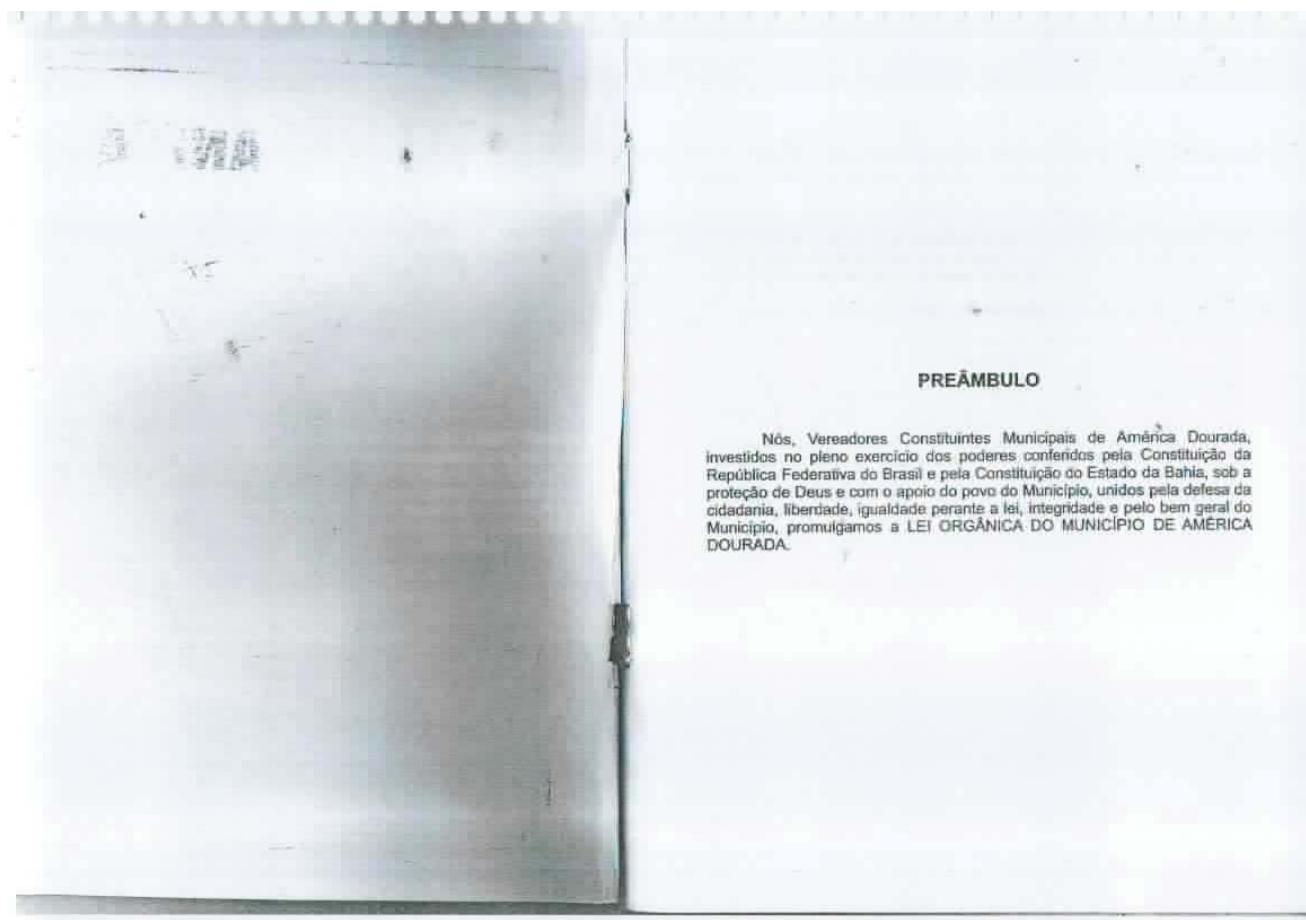 PREÂMBULO
Nós, Vereadores Constituintes Municipais de América Dourada,
investidos no pleno exercício dos poderes conferidos pela Constituição da
República Federativa do Brasil e pela Constituição do Estado da Bahia, sob a
proteção de Deus e com o apoio do povo do Município, unidos pela defesa da
cidadania, liberdade, igualdade perante a lei, integridade e pelo bem geral do
Município, promulgamos a LEI ORGÂNICA DO MUNICÍPIO DE AMÉRICA
DOURADA.